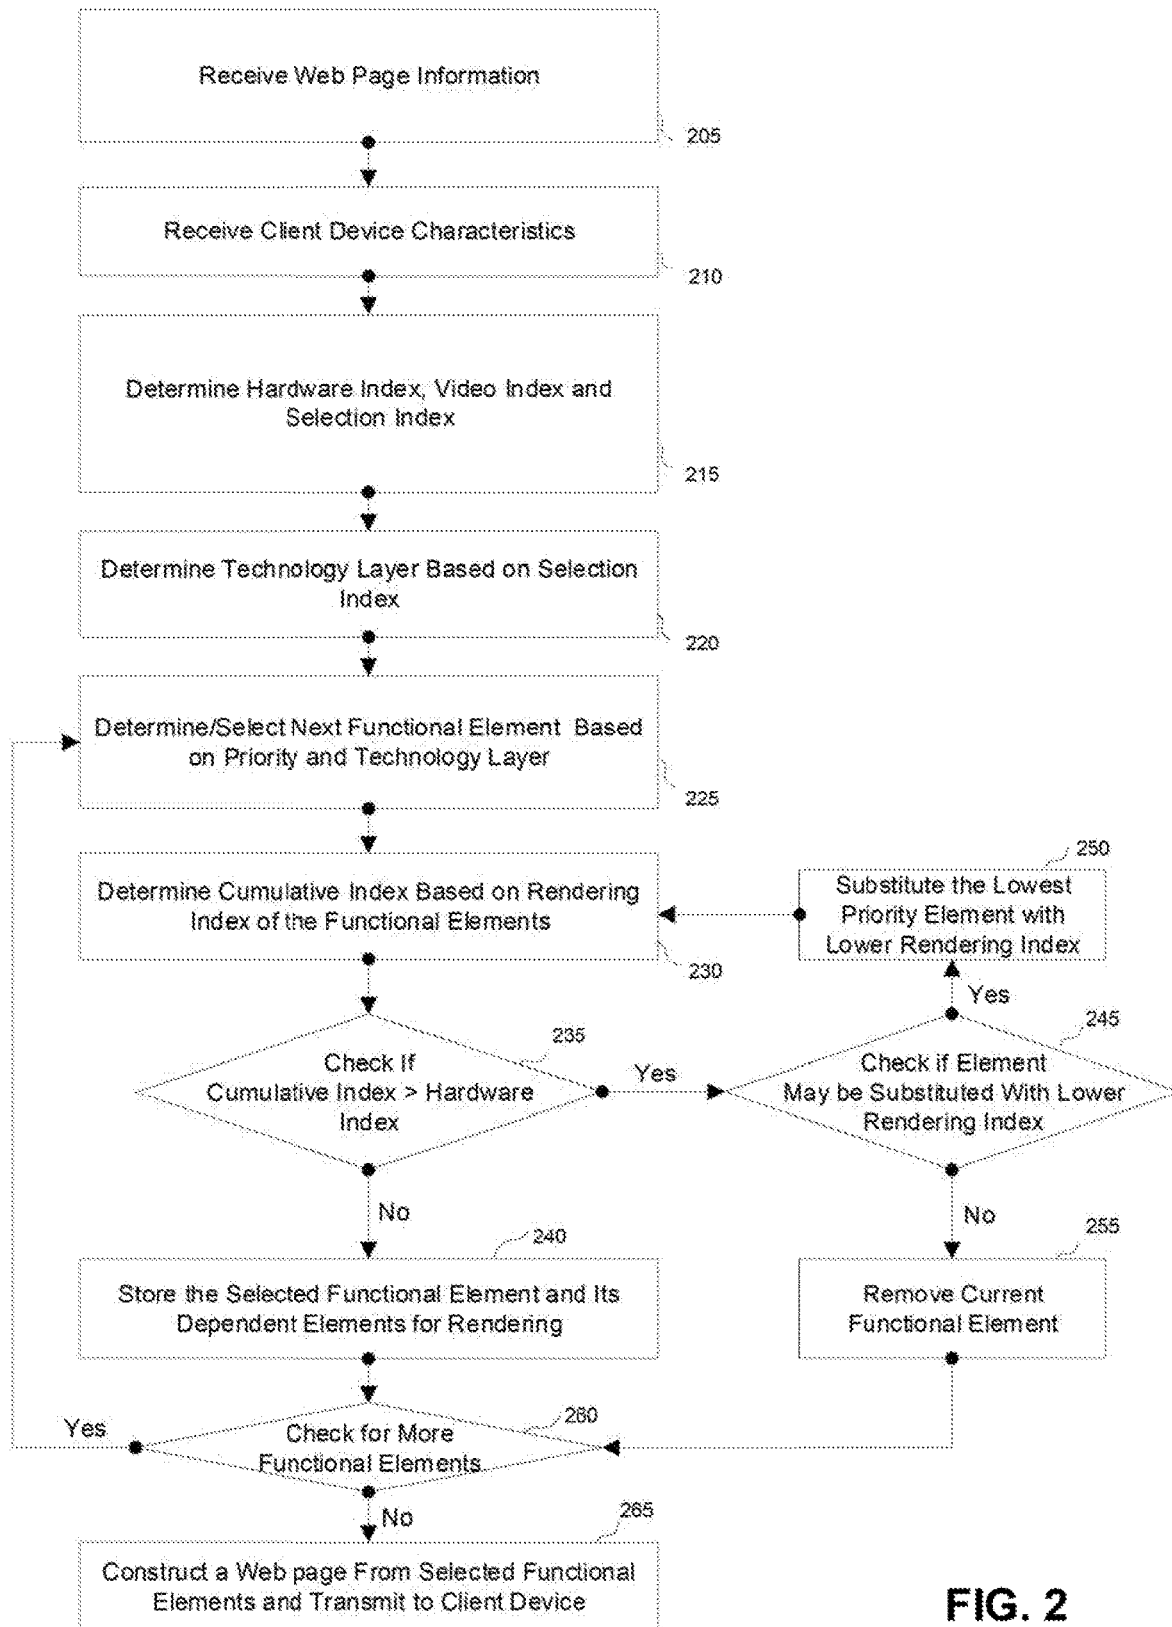 Receive Web Page Information
205
Receive Client Device Characteristics
210
Determine Hardware Index, Video Index and
Selection Index
215
Determine Technology Layer Based on Selection
Index
220
Determine/Select Next Functional Element Based
on Priority and Technology Layer
225
Determine Cumulative Index Based on Rendering
Index of the Functional Elements
230
250
Substitute the Lowest
Priority Element with
Lower Rendering Index
Yes
235
Check If
Cumulative Index > Hardware
Index
Yes
245
Check if Element
May be Substituted With Lower
Rendering Index
No
No
240
Store the Selected Functional Element and Its
Dependent Elements for Rendering
255
Remove Current
Functional Element
Yes
260
Check for More
Functional Elements
No
265
Construct a Web page From Selected Functional
Elements and Transmit to Client Device
FIG. 2